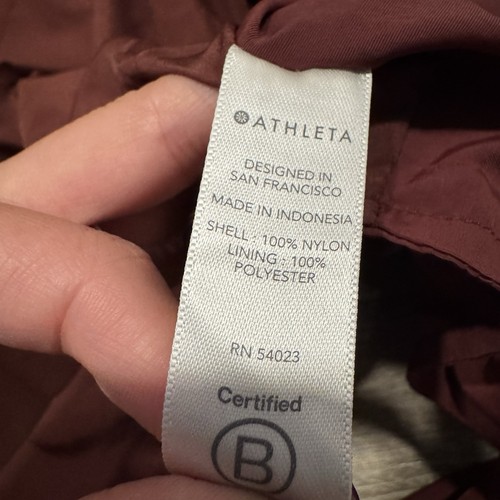 ATHLETA
DESIGNED IN
SAN FRANCISCO
MADE IN INDONESIA
SHELL : 100% NYLON
LINING : 100%
POLYESTER
RN 54023
Certified
B